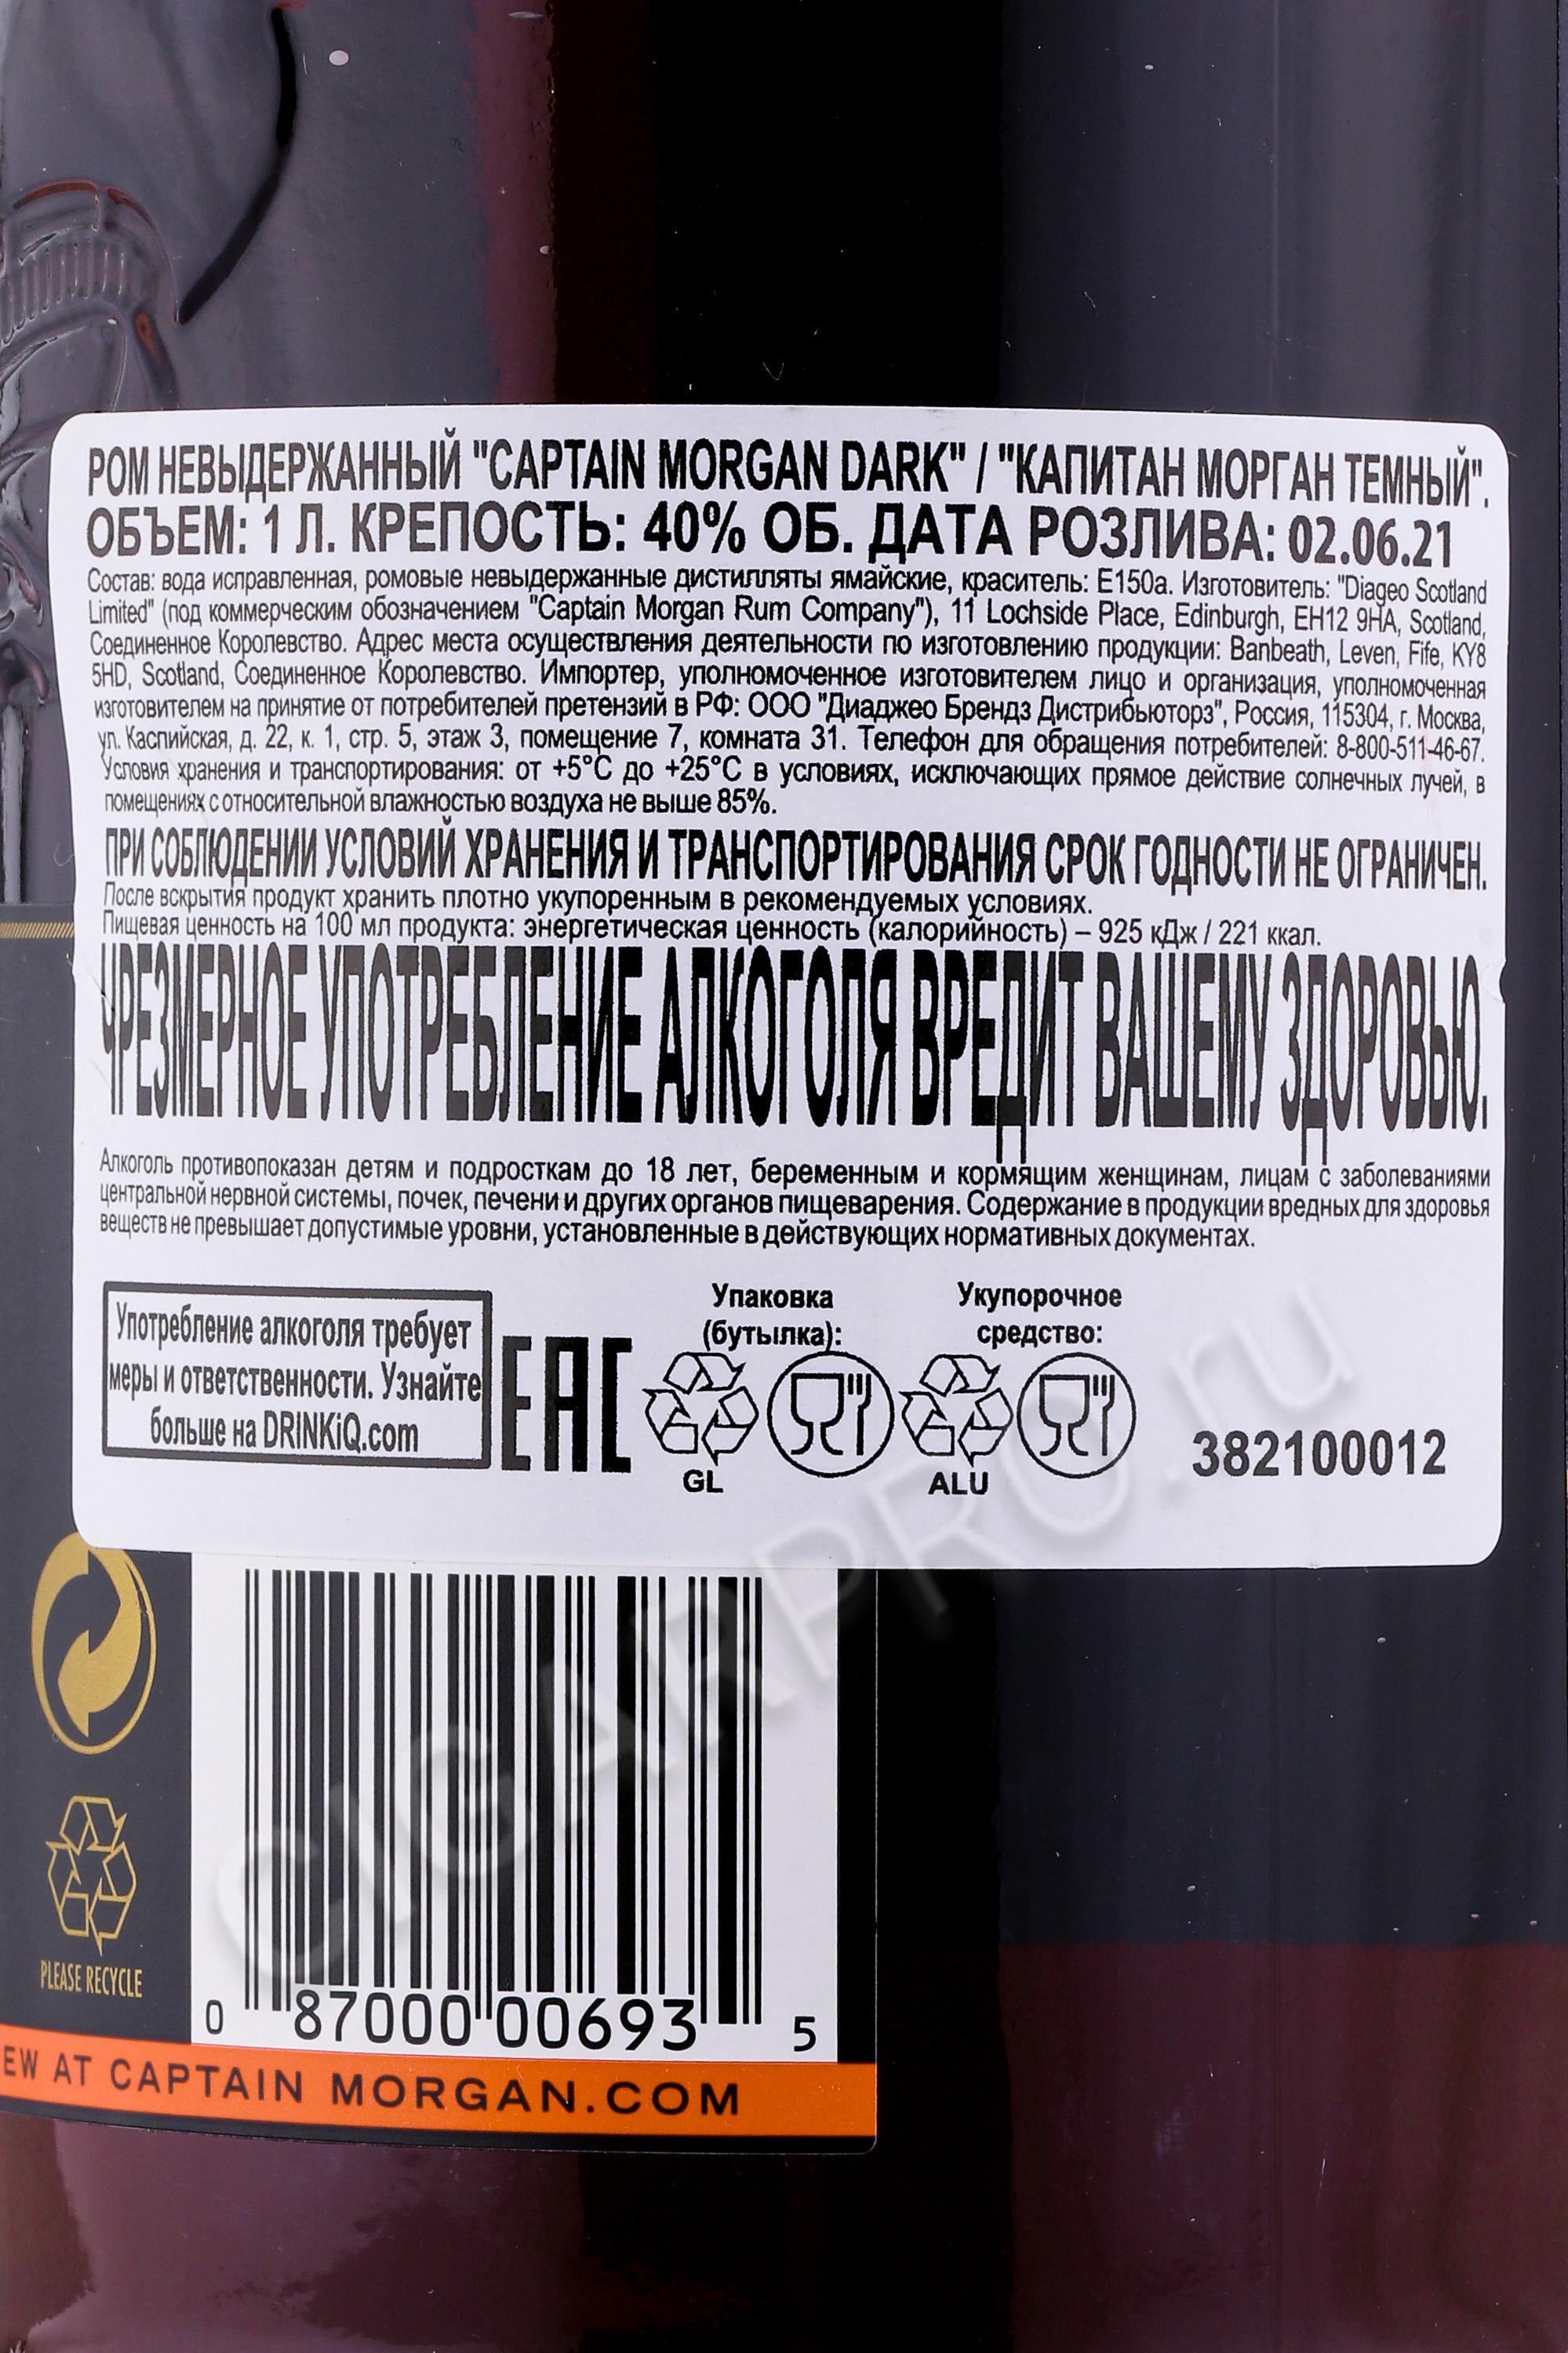 РОМ НЕВЫДЕРЖАННЫЙ "CAPTAIN MORGAN DARK" / "КАПИТАН МОРГАН ТЕМНЫЙ".
ОБЪЕМ: 1 Л. КРЕПОСТЬ: 40% ОБ. ДАТА РОЗЛИВА: 02.06.21
Состав: вода исправленная, ромовые невыдержанные дистилляты ямайские, краситель: Е150а. Изготовитель: "Diageo Scotland
Limited" (под коммерческим обозначением "Captain Morgan Rum Company"), 11 Lochside Place, Edinburgh, EH12 9HA, Scotland,
Соединенное Королевство. Адрес места осуществления деятельности по изготовлению продукции: Banbeath, Leven, Fife, KY8
5HD, Scotland, Соединенное Королевство. Импортер, уполномоченное изготовителем лицо и организация, уполномоченная
изготовителем на принятие от потребителей претензий в РФ: ООО "Диаджео Брендз Дистрибьюторз", Россия, 115304, г. Москва,
ул. Каспийская, д. 22, к. 1, стр. 5, этаж 3, помещение 7, комната 31. Телефон для обращения потребителей: 8-800-511-46-67.
Условия хранения и транспортирования: от +5°С до +25°С в условиях, исключающих прямое действие солнечных лучей, в
помещениях с относительной влажностью воздуха не выше 85%.
ПРИ СОБЛЮДЕНИИ УСЛОВИЙ ХРАНЕНИЯ И ТРАНСПОРТИРОВАНИЯ СРОК ГОДНОСТИ НЕ ОГРАНИЧЕН.
После вскрытия продукт хранить плотно укупоренным в рекомендуемых условиях.
Пищевая ценность на 100 мл продукта: энергетическая ценность (калорийность) – 925 кДж / 221 ккал.
ЧРЕЗМЕРНОЕ УПОТРЕБЛЕНИЕ АЛКОГОЛЯ ВРЕДИТ ВАШЕМУ ЗДОРОВЬЮ.
Алкоголь противопоказан детям и подросткам до 18 лет, беременным и кормящим женщинам, лицам с заболеваниями
центральной нервной системы, почек, печени и других органов пищеварения. Содержание в продукции вредных для здоровья
веществ не превышает допустимые уровни, установленные в действующих нормативных документах.
Употребление алкоголя требует
меры и ответственности. Узнайте
больше на DRINKiQ.com
EAC
Упаковка
(бутылка):
GL
Укупорочное
средство:
ALU
382100012
PLEASE RECYCLE
0 87000 00693 5
EW AT CAPTAIN MORGAN.COM
CIGARPRO.ru